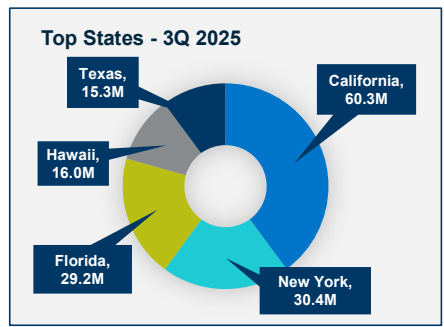 Top States - 3Q 2025
Texas,
15.3M
California,
60.3M
Hawaii,
16.0M
Florida,
29.2M
New York,
30.4M